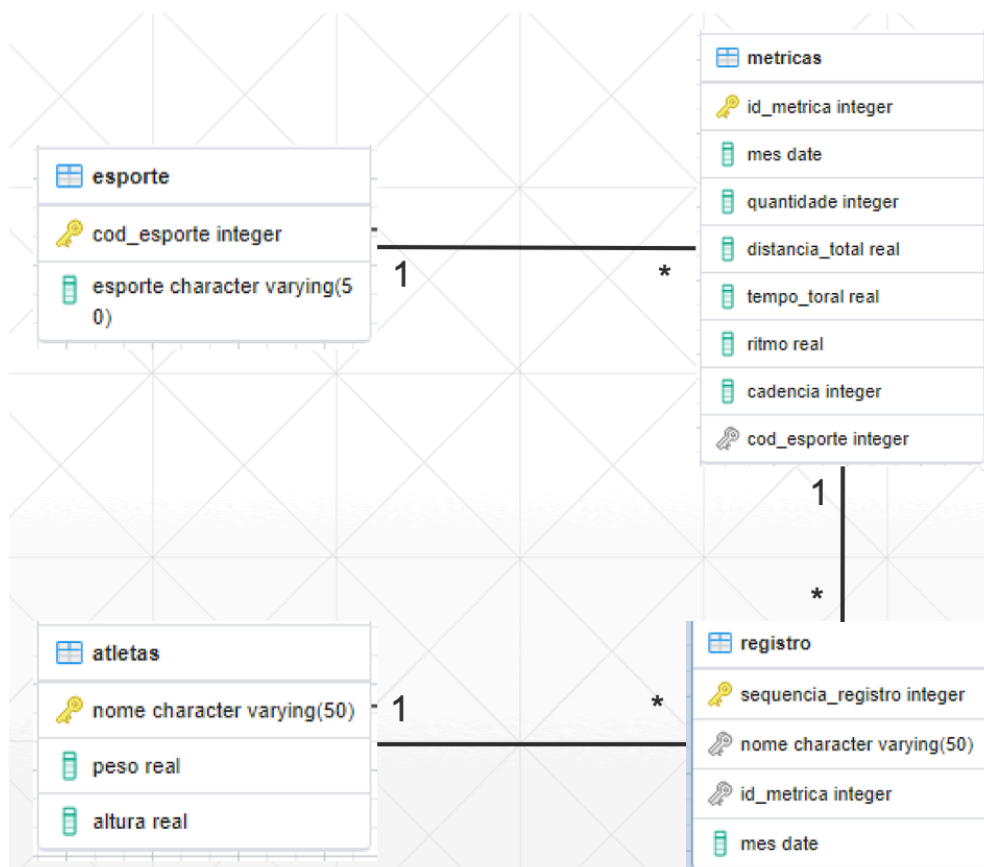 metricas
id_metrica integer
mes date
quantidade integer
distancia_total real
tempo_toral real
ritmo real
cadencia integer
cod_esporte integer
esporte
cod_esporte integer
esporte character varying(5
0)
1
*
1
*
atletas
nome character varying(50)
peso real
altura real
1
*
registro
sequencia_registro integer
nome character varying(50)
id_metrica integer
mes date